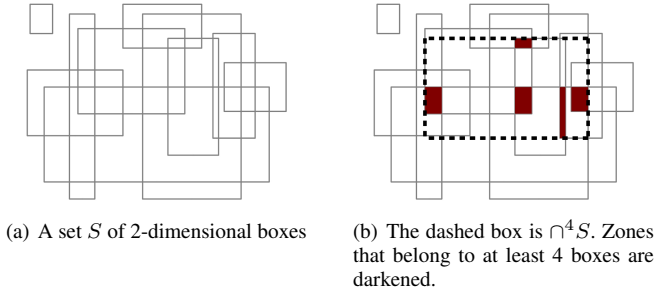 (a) A set S of 2-dimensional boxes
(b) The dashed box is ∩⁴S. Zones
that belong to at least 4 boxes are
darkened.